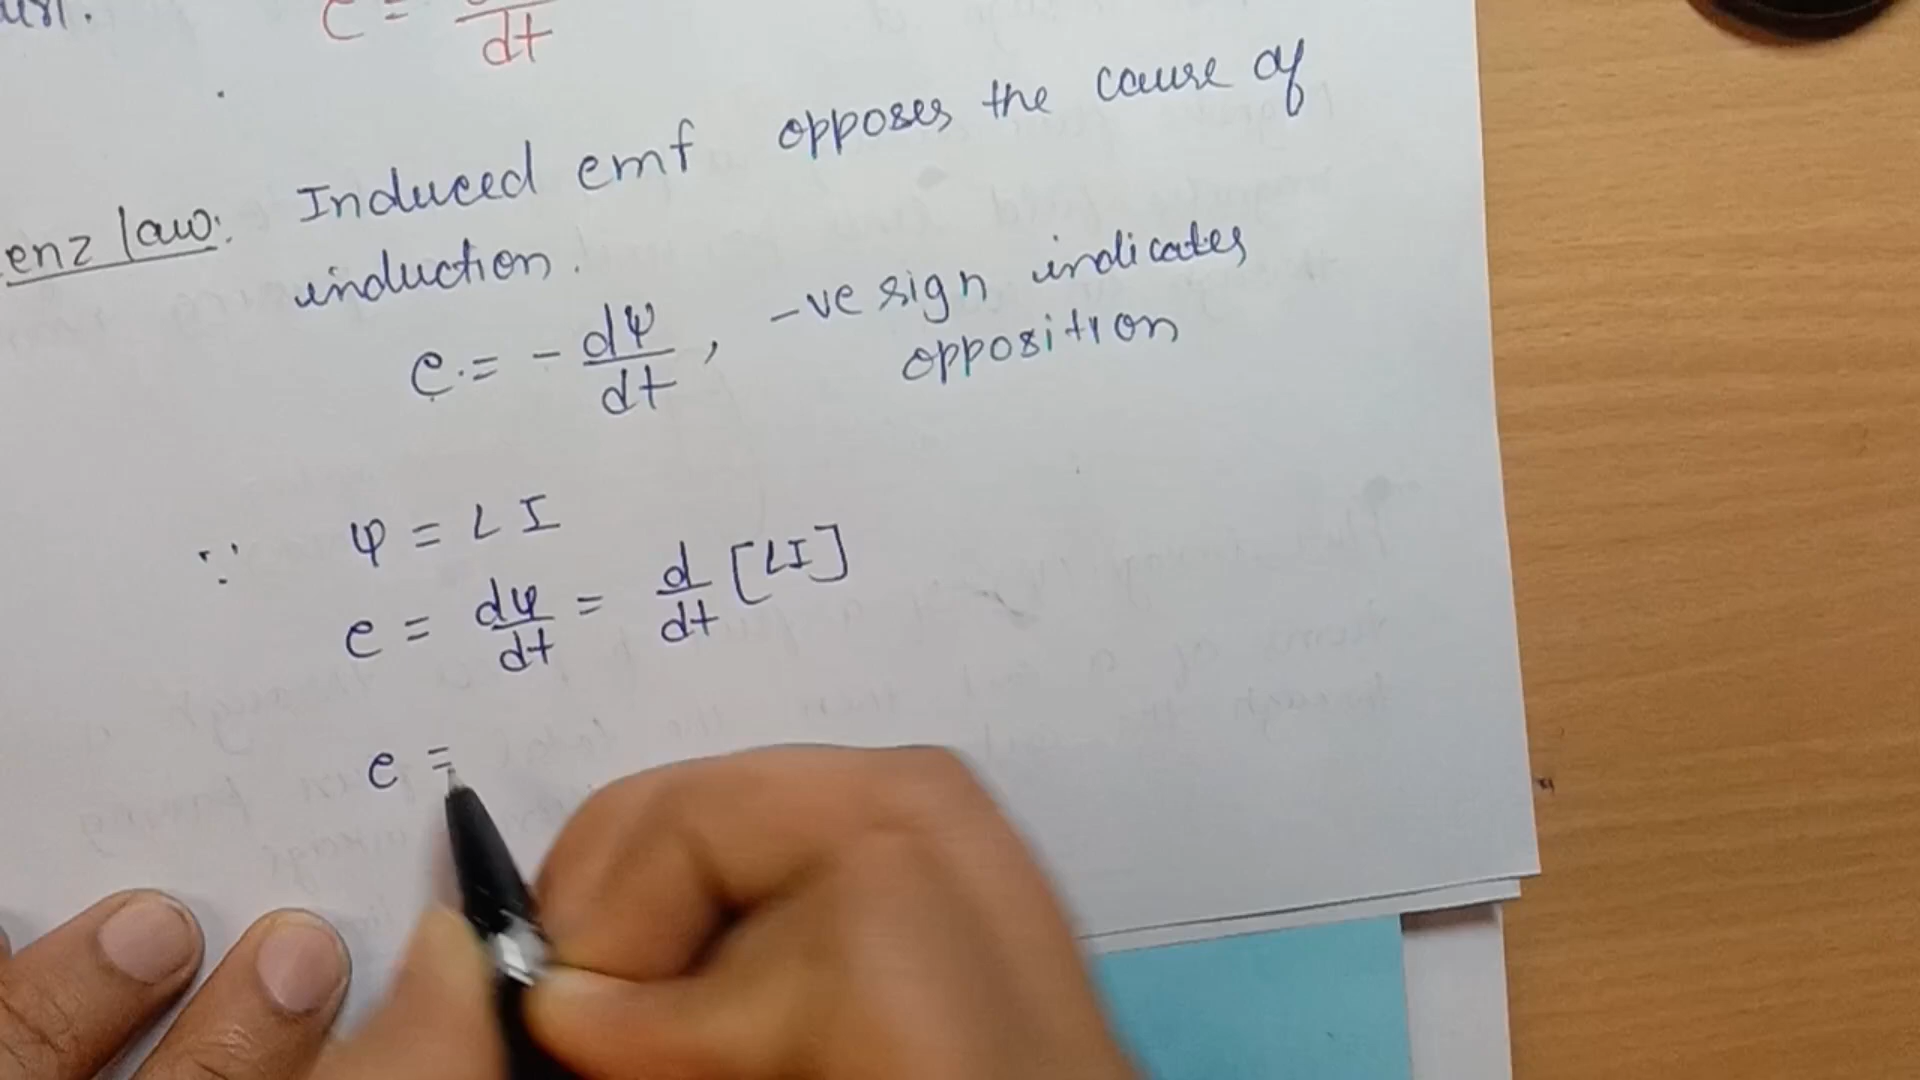 e = dt
enz law: Induced emf opposes the cause of
induction.
e = - dψ/dt, -ve sign indicates
opposition
∵ ψ = LI
e = dψ/dt = d/dt [LI]
e =